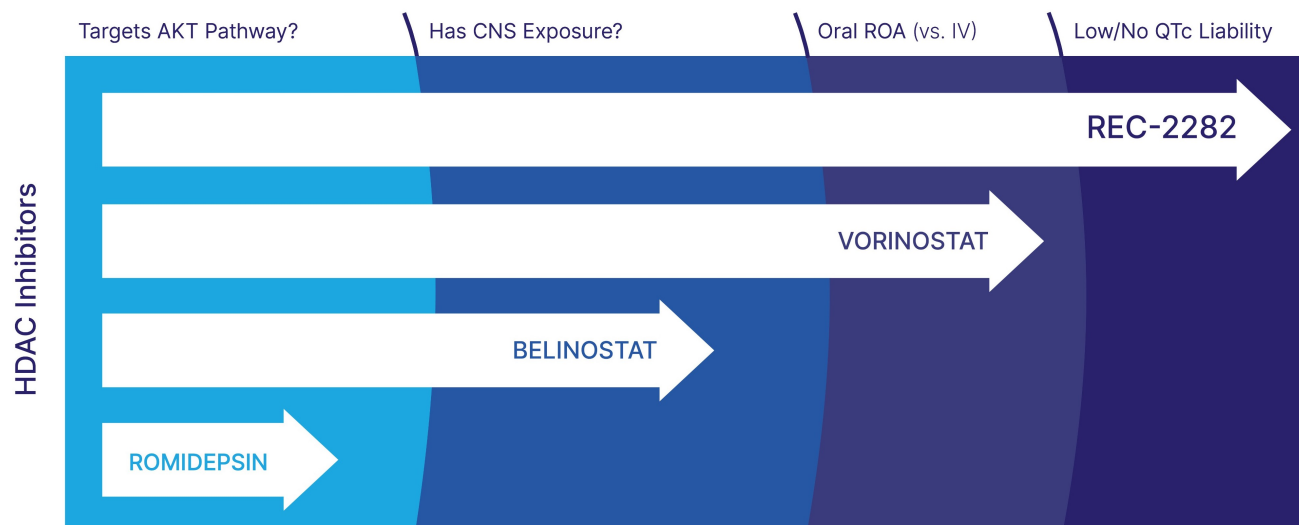 Targets AKT Pathway?
Has CNS Exposure?
Oral ROA (vs. IV)
Low/No QTc Liability
HDAC Inhibitors
REC-2282
VORINOSTAT
BELINOSTAT
ROMIDEPSIN